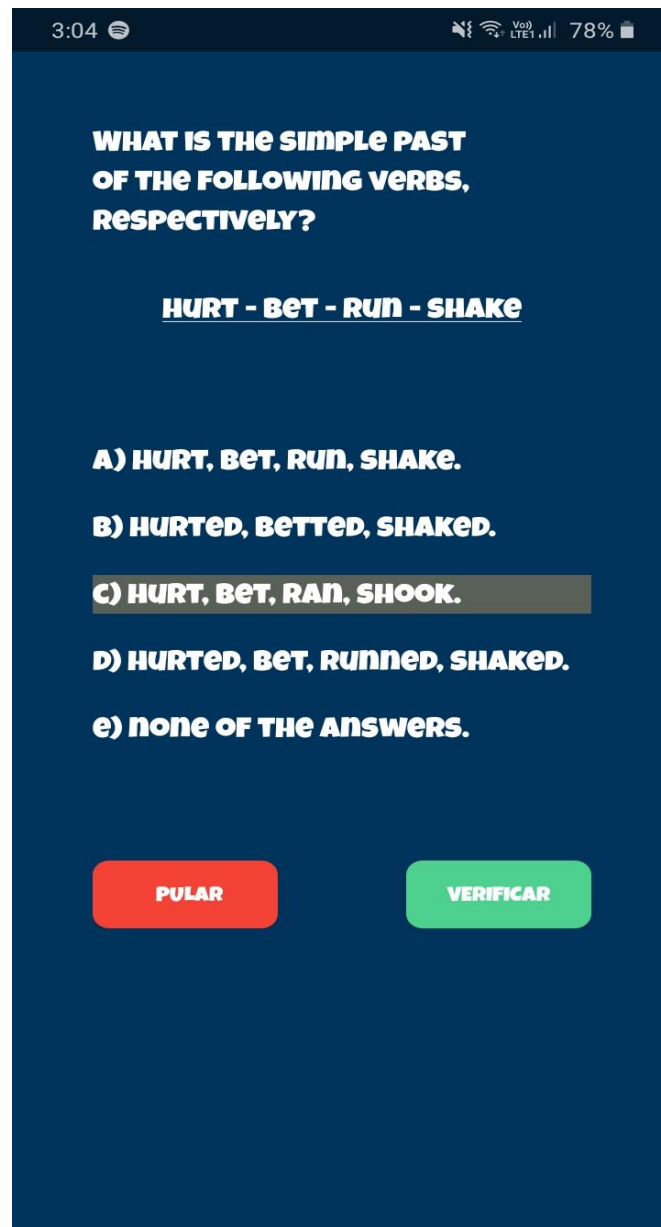 3:04 78%
Vo)) LTE1
WHAT IS THE SIMPLE PAST
OF THE FOLLOWING VERBS,
RESPECTIVELY?
HURT - BET - RUN - SHAKE
A) HURT, BET, RUN, SHAKE.
B) HURTED, BETTED, SHAKED.
C) HURT, BET, RAN, SHOOK.
D) HURTED, BET, RUNNED, SHAKED.
E) NONE OF THE ANSWERS.
PULAR VERIFICAR